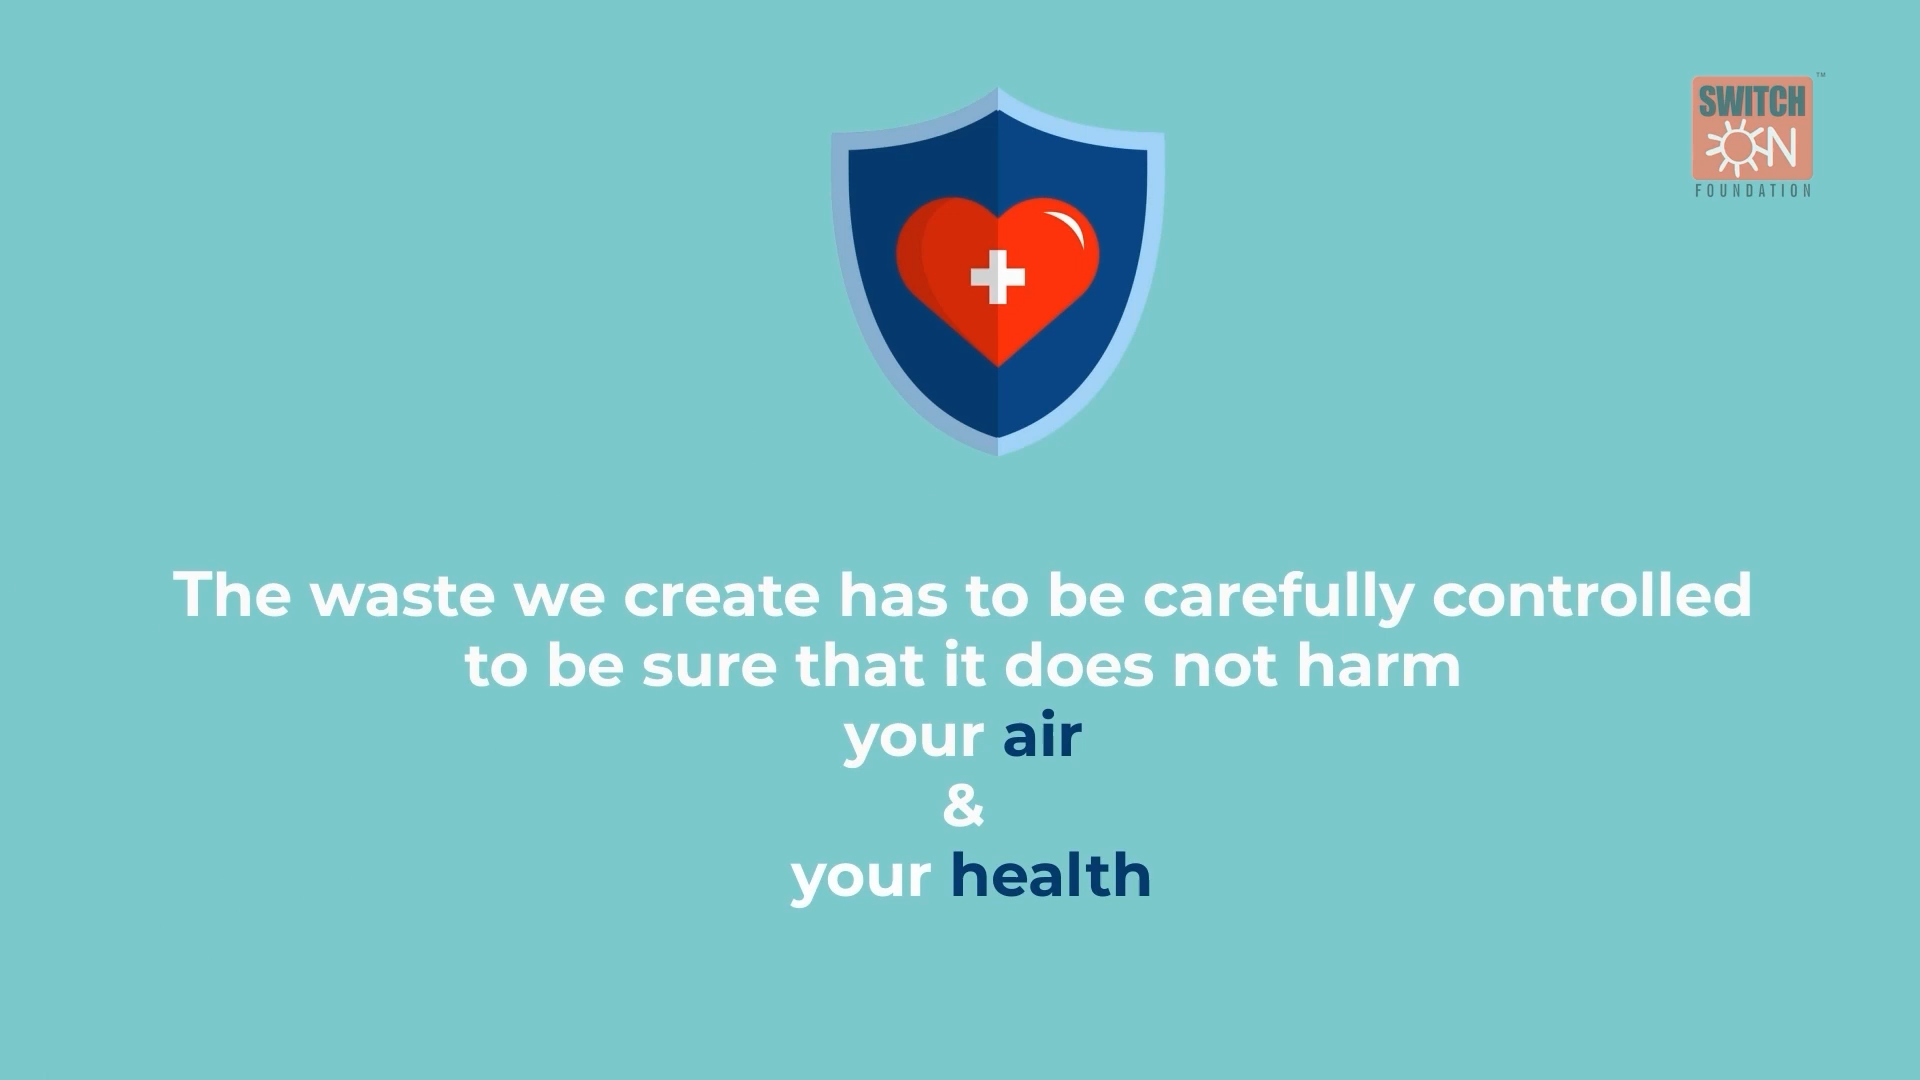 SWITCH
ON
FOUNDATION
TM
The waste we create has to be carefully controlled
to be sure that it does not harm
your air
&
your health